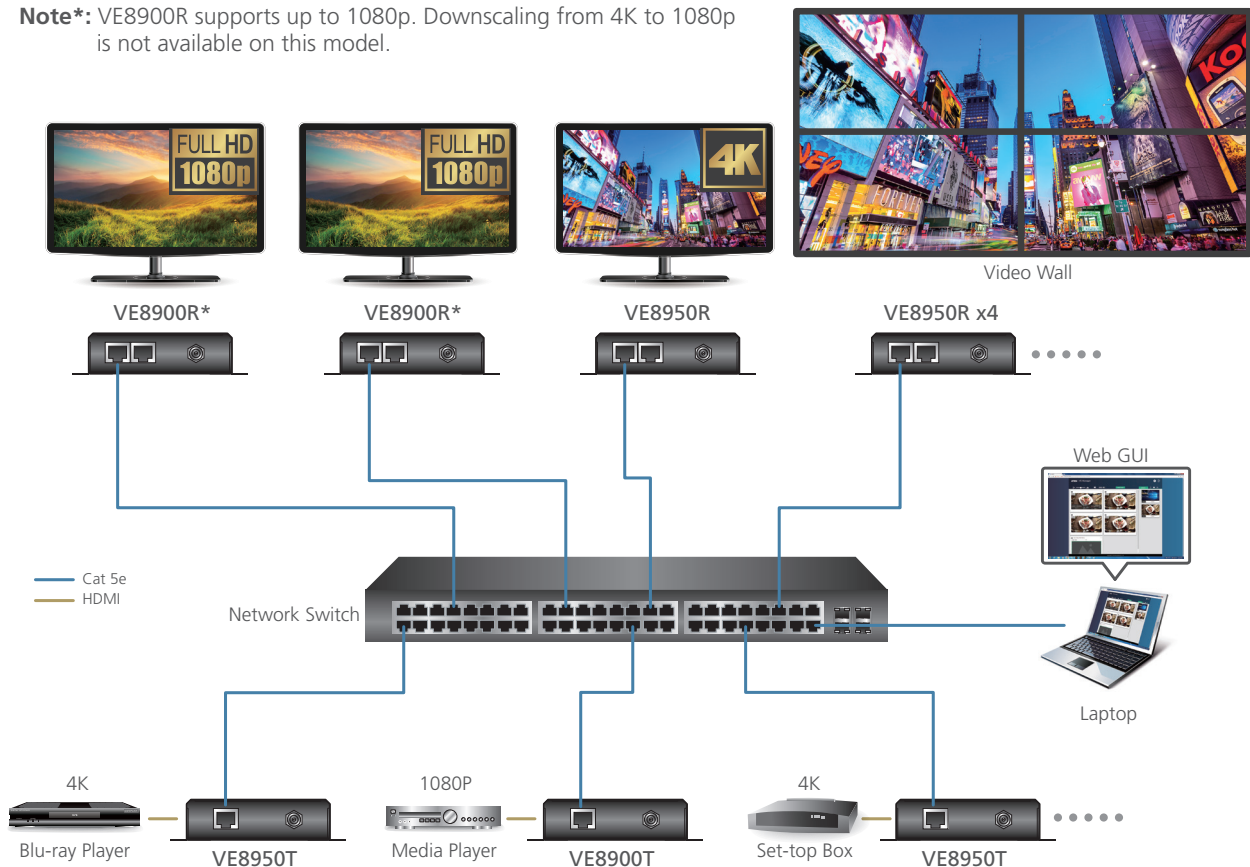 Note*: VE8900R supports up to 1080p. Downscaling from 4K to 1080p
is not available on this model.
FULL HD
1080p
FULL HD
1080p
4K
FOREVER
Video Wall
VE8900R*
VE8900R*
VE8950R
VE8950R x4
Web GUI
Cat 5e
HDMI
Network Switch
Laptop
4K
1080P
4K
Blu-ray Player
VE8950T
Media Player
VE8900T
Set-top Box
VE8950T